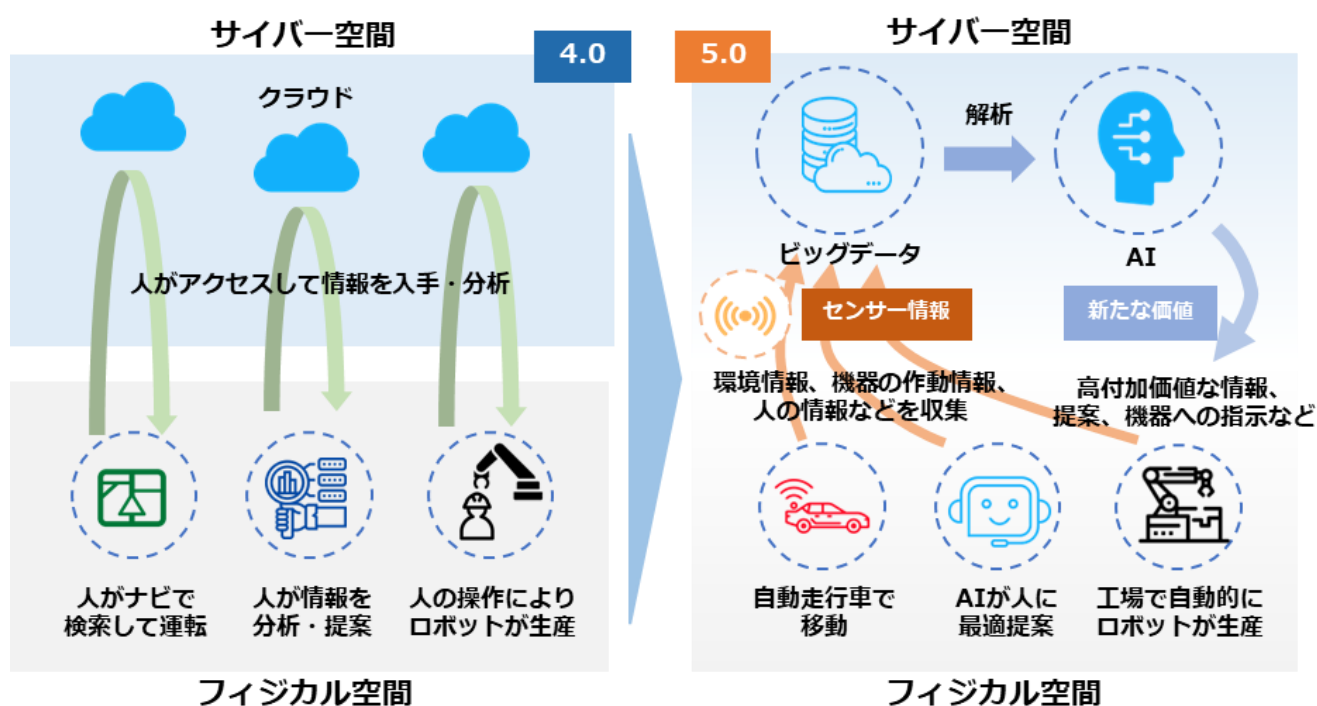 サイバー空間
4.0
クラウド
人がアクセスして情報を入手・分析
人がナビで
検索して運転
人が情報を
分析・提案
人の操作により
ロボットが生産
フィジカル空間
5.0
サイバー空間
解析
ビッグデータ
AI
センサー情報
新たな価値
環境情報、機器の作動情報、
人の情報などを収集
高付加価値な情報、
提案、機器への指示など
自動走行車で
移動
AIが人に
最適提案
工場で自動的に
ロボットが生産
フィジカル空間